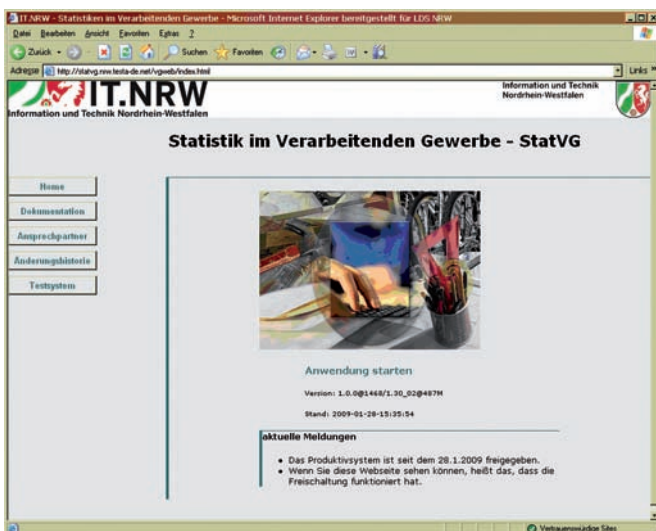 IT.NRW - Statistiken im Verarbeitenden Gewerbe - Microsoft Internet Explorer bereitgestellt für LDS NRW
Datei Bearbeiten Ansicht Favoriten Extras ?
Zurück Suchen Favoriten
Adresse http://statvg.nrw.testa-de.net/vgweb/index.html Links »
IT.NRW
Information und Technik Nordrhein-Westfalen
Information und Technik
Nordrhein-Westfalen
Statistik im Verarbeitenden Gewerbe - StatVG
Home
Dokumentation
Ansprechpartner
Änderungshistorie
Testsystem
Anwendung starten
Version: 1.0.0@1468/1.30_02@487M
Stand: 2009-01-28-15:35:54
aktuelle Meldungen
• Das Produktivsystem ist seit dem 28.1.2009 freigegeben.
• Wenn Sie diese Webseite sehen können, heißt das, dass die
Freischaltung funktioniert hat.
Vertrauenswürdige Sites